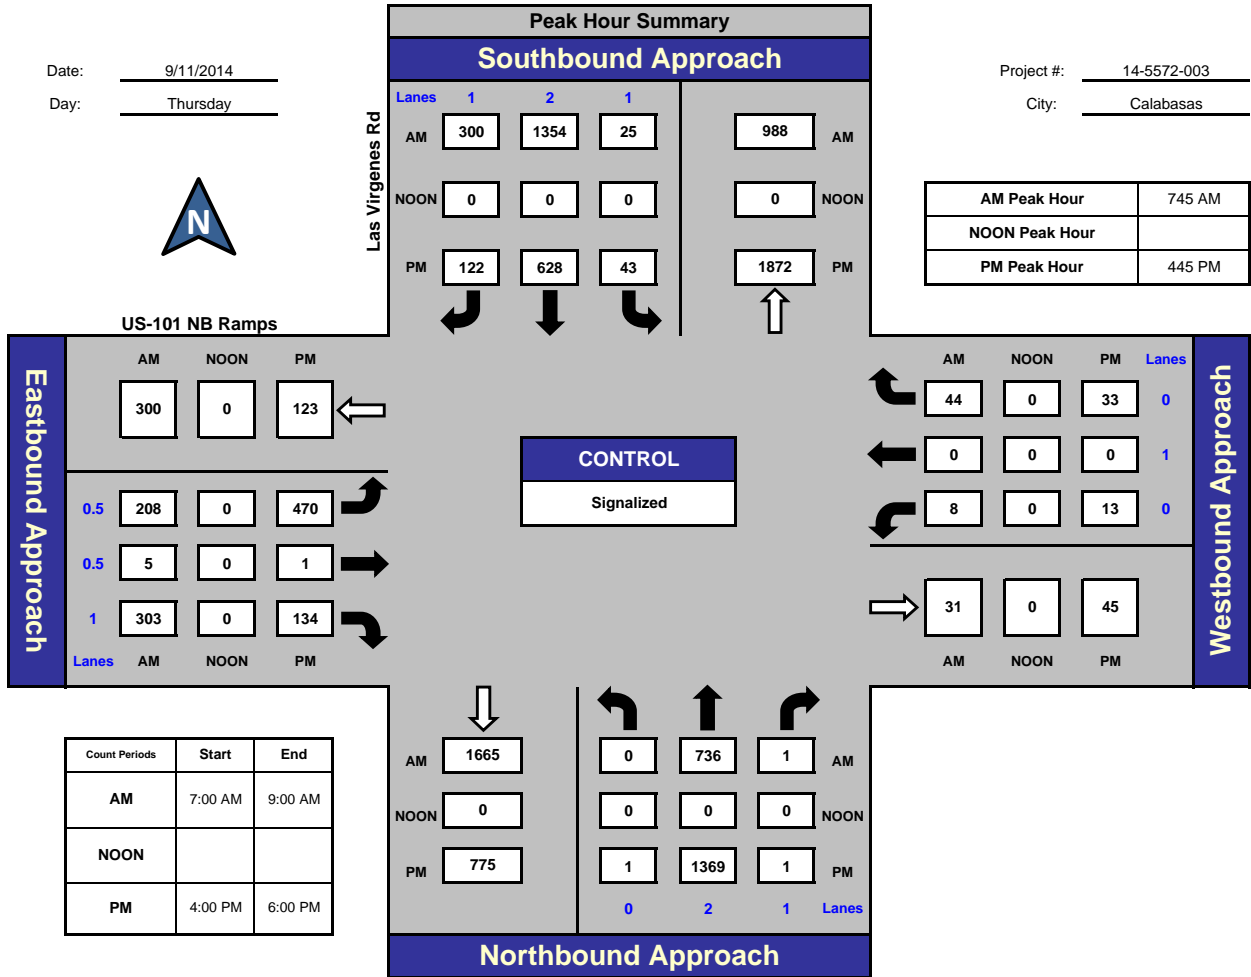 Peak Hour Summary
Southbound Approach
Date: 9/11/2014
Day: Thursday
Project #: 14-5572-003
City: Calabasas
N
Las Virgenes Rd
Lanes 1 2 1
AM 300 1354 25 988 AM
NOON 0 0 0 0 NOON
PM 122 628 43 1872 PM
AM Peak Hour 745 AM
NOON Peak Hour
PM Peak Hour 445 PM
US-101 NB Ramps
Eastbound Approach
AM NOON PM
300 0 123
0.5 208 0 470
0.5 5 0 1
1 303 0 134
Lanes AM NOON PM
CONTROL
Signalized
AM NOON PM Lanes
44 0 33 0
0 0 0 1
8 0 13 0
31 0 45
AM NOON PM
Westbound Approach
Count Periods Start End
AM 7:00 AM 9:00 AM
NOON
PM 4:00 PM 6:00 PM
AM 1665 0 736 1 AM
NOON 0 0 0 0 NOON
PM 775 1 1369 1 PM
0 2 1 Lanes
Northbound Approach